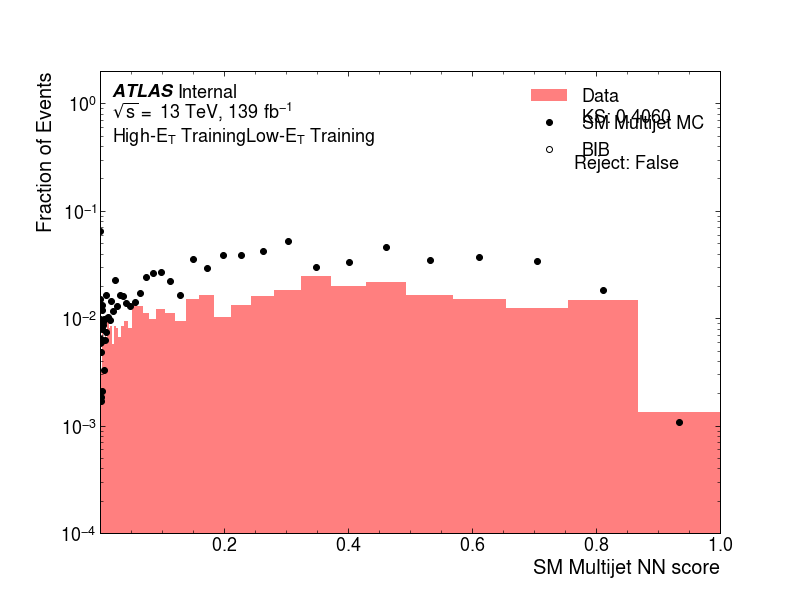 ATLAS Internal
√s = 13 TeV, 139 fb⁻¹
High-E_T TrainingLow-E_T Training
Data
KS: 0.4060
SM Multijet MC
BIB
Reject: False
Fraction of Events
10⁰
10⁻¹
10⁻²
10⁻³
10⁻⁴
0.2 0.4 0.6 0.8 1.0
SM Multijet NN score